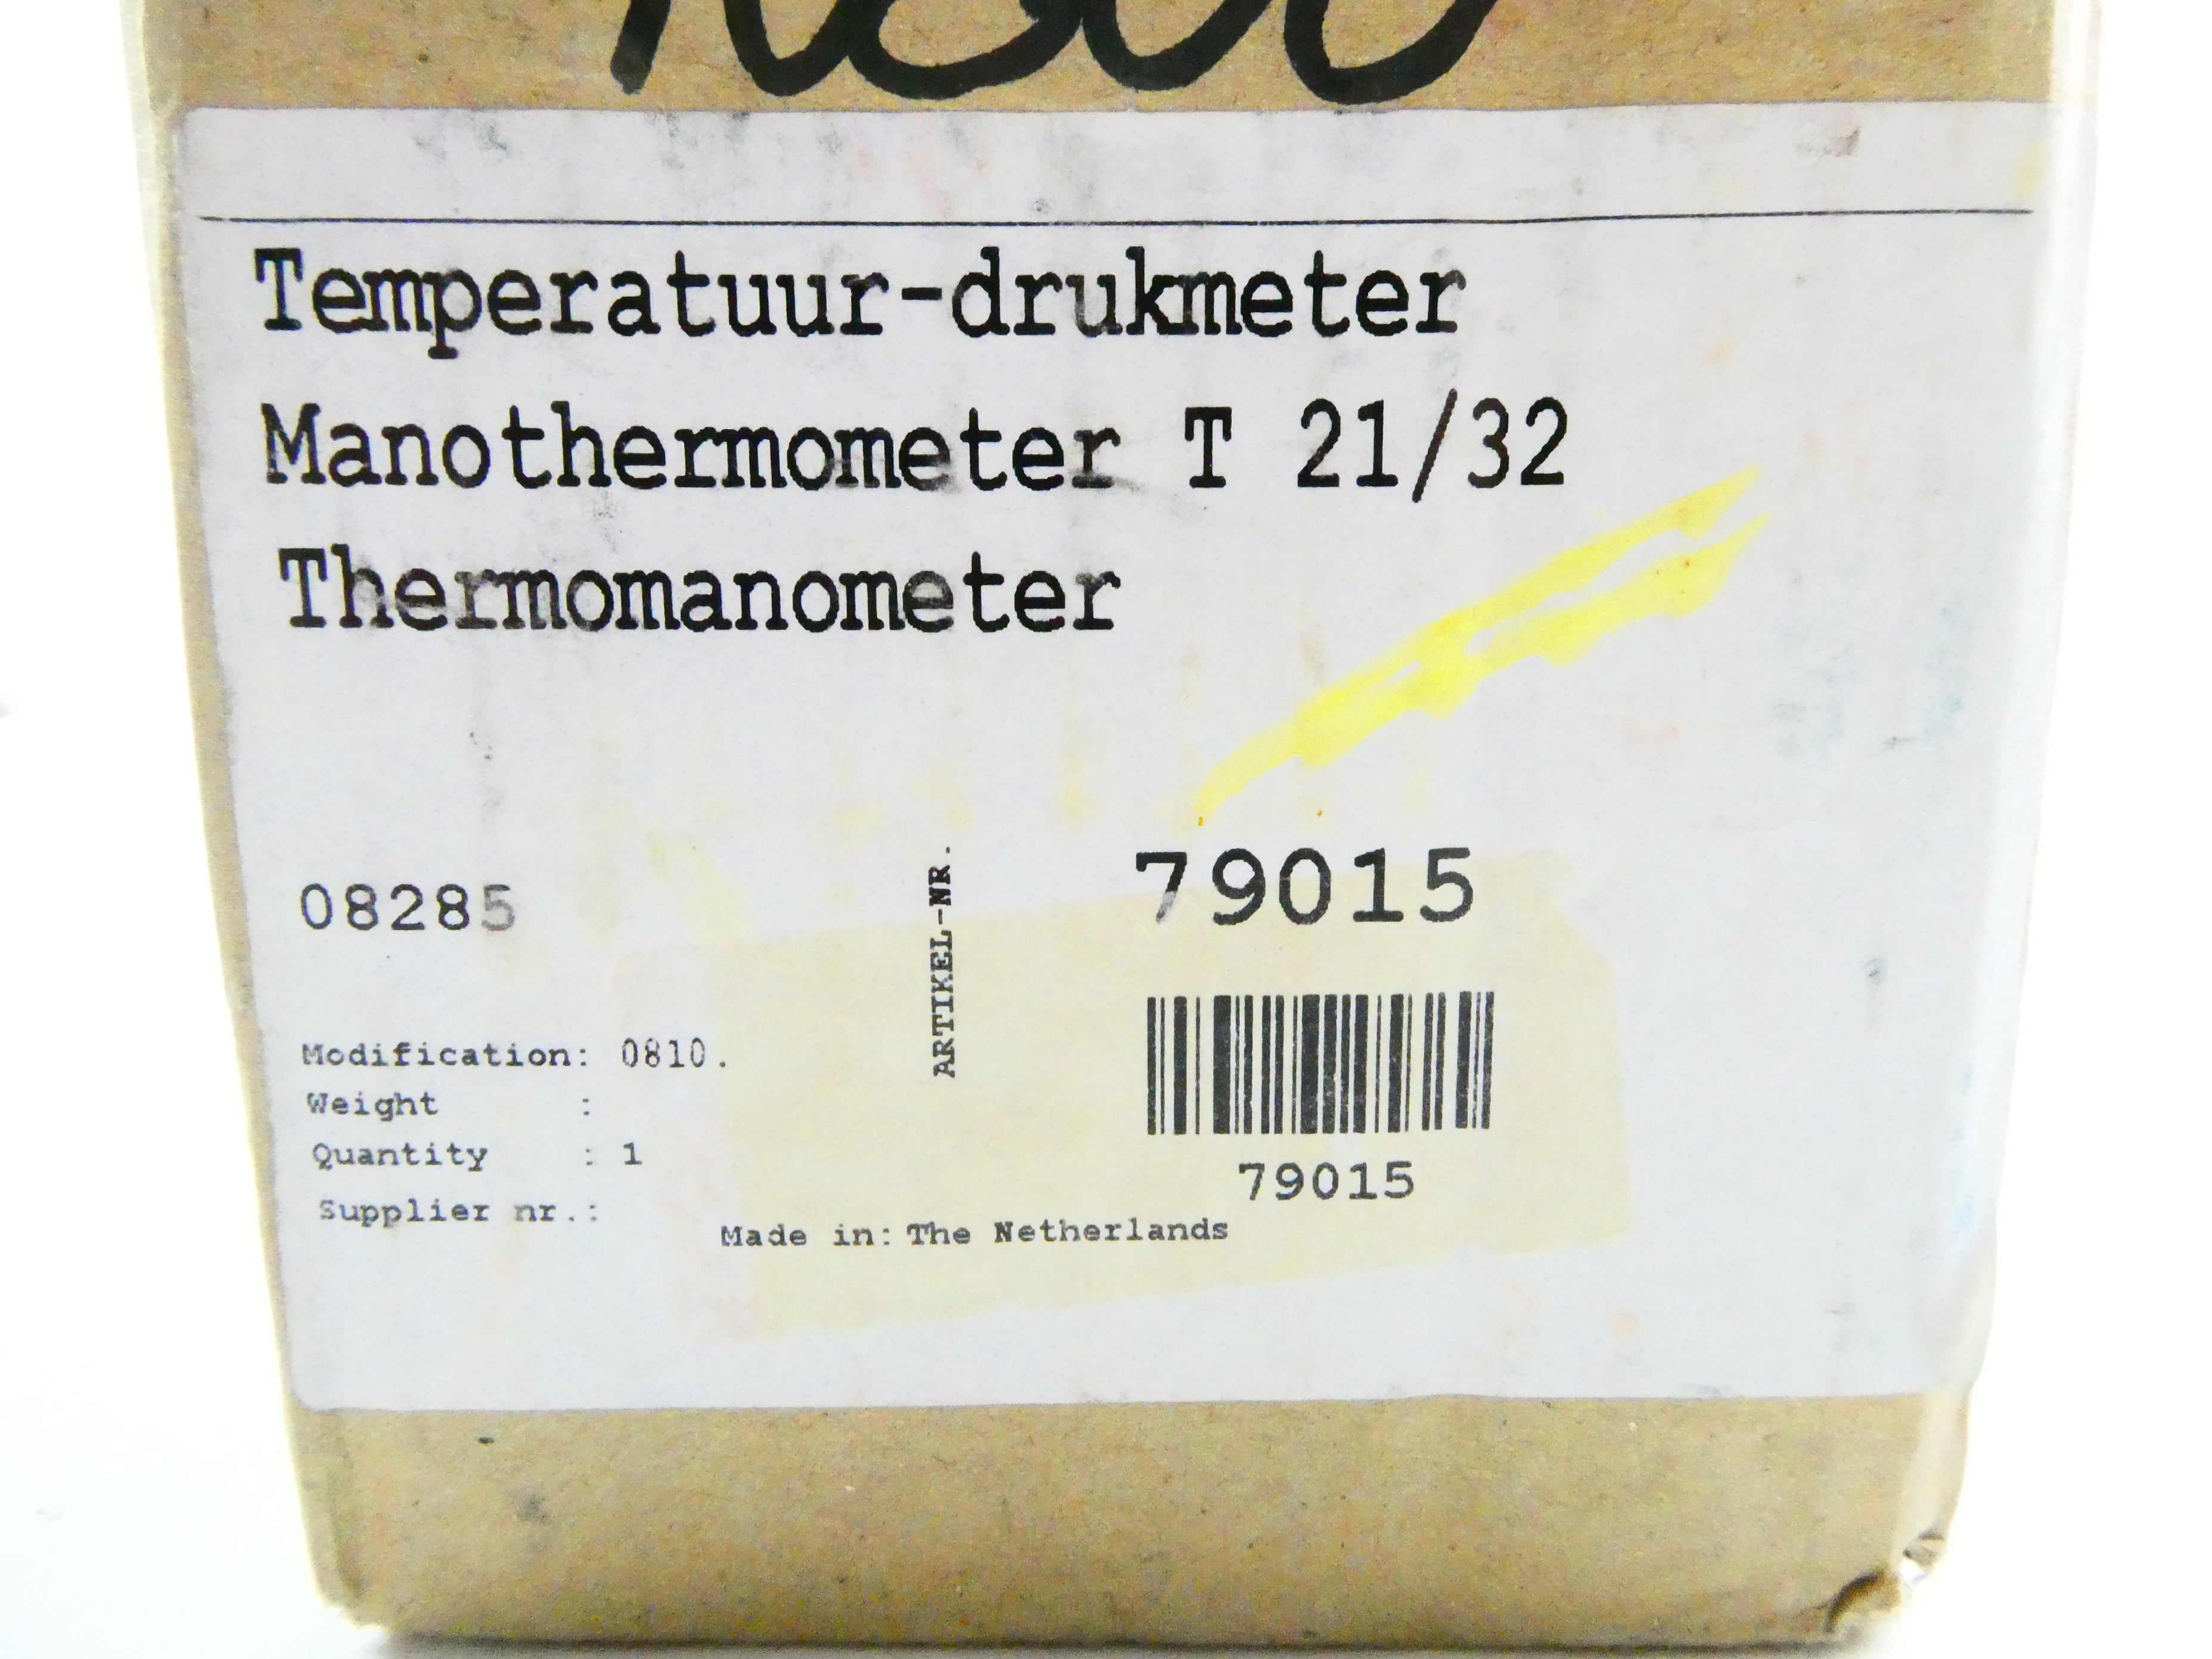 Temperatuur-drukmeter
Manothermometer T 21/32
Thermomanometer
08285
ARTIKEL-NR.
79015
Modification: 0810.
Weight :
Quantity : 1
79015
Supplier nr.:
Made in: The Netherlands